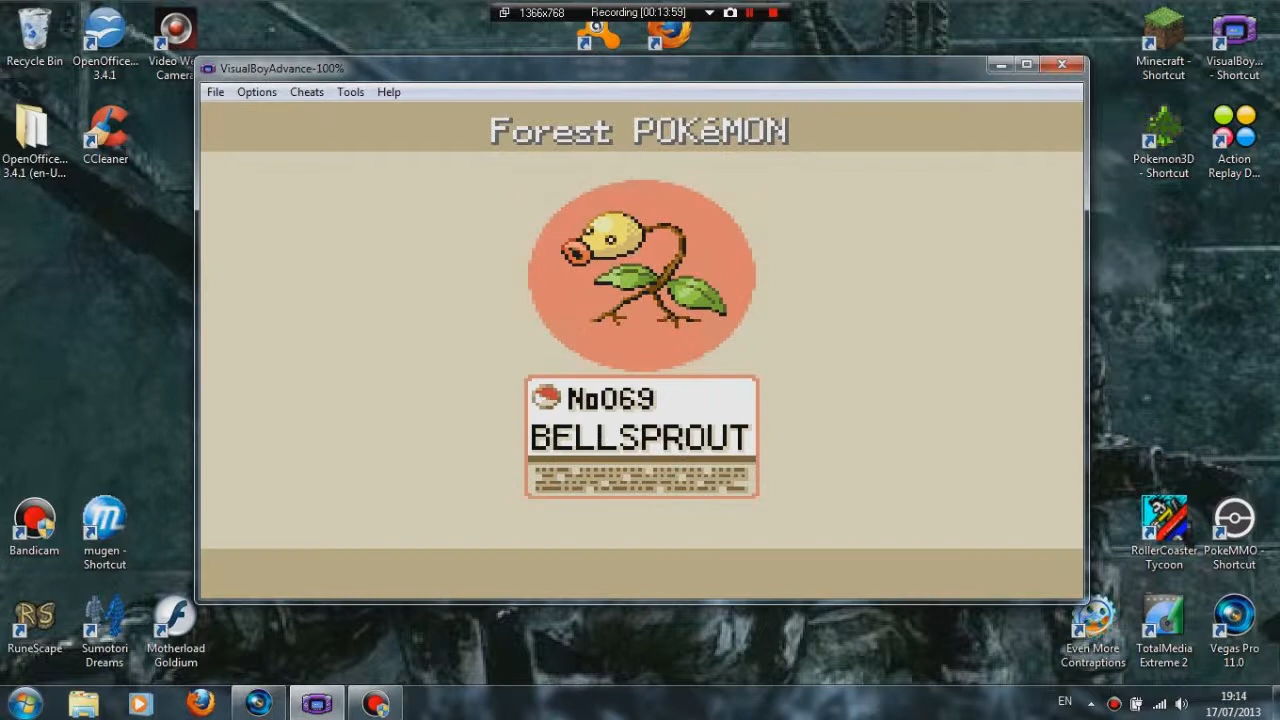 1366x768
Recording [00:13:59]
Recycle Bin
OpenOffice...
3.4.1
Video We
Camera
Minecraft -
Shortcut
VisualBoy...
- Shortcut
VisualBoyAdvance-100%
File Options Cheats Tools Help
Forest POKéMON
OpenOffice...
3.4.1 (en-U...
CCleaner
Pokemon3D
- Shortcut
Action
Replay D...
No069
BELLSPROUT
Bandicam
mugen -
Shortcut
RollerCoaster
Tycoon
PokeMMO -
Shortcut
RS
RuneScape
Sumotori
Dreams
Motherload
Goldium
Even More
Contraptions
TotalMedia
Extreme 2
Vegas Pro
11.0
EN
19:14
17/07/2013